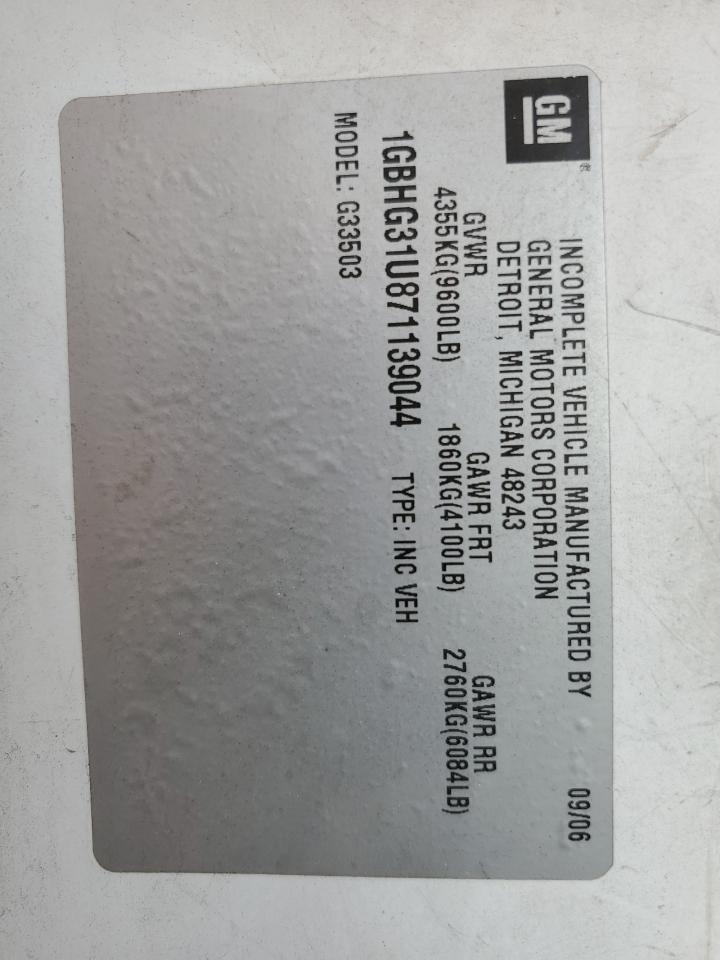 GM®
INCOMPLETE VEHICLE MANUFACTURED BY 09/06
GENERAL MOTORS CORPORATION
DETROIT, MICHIGAN 48243
GVWR GAWR FRT GAWR RR
4355KG(9600LB) 1860KG(4100LB) 2760KG(6084LB)
1GBHG31U871139044 TYPE: INC VEH
MODEL: G33503